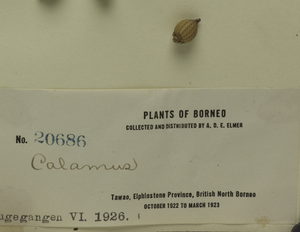 PLANTS OF BORNEO
COLLECTED AND DISTRIBUTED BY A. D. E. ELMER
No. 20686
Calamus
Tawao, Elphinstone Province, British North Borneo
OCTOBER 1922 TO MARCH 1923
ugegangen VI. 1926.